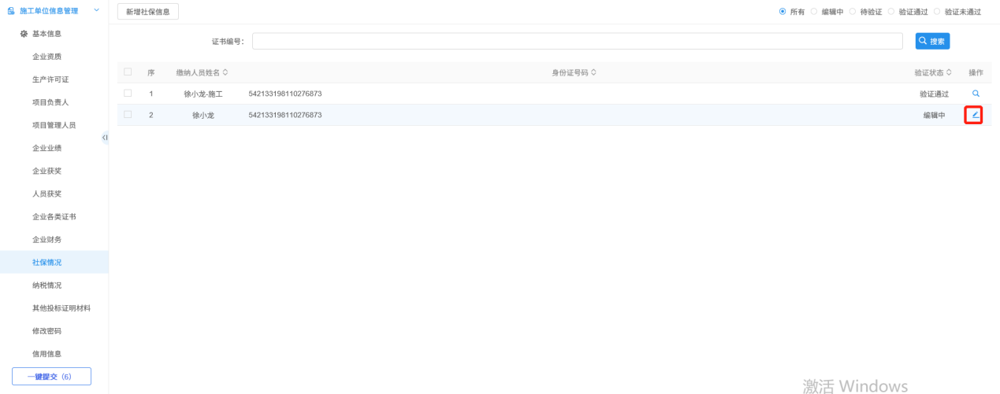 施工单位信息管理
基本信息
企业资质
生产许可证
项目负责人
项目管理人员
企业业绩
企业获奖
人员获奖
企业各类证书
企业财务
社保情况
纳税情况
其他投标证明材料
修改密码
信用信息
一键提交（6）
新增社保信息
所有 编辑中 待验证 验证通过 验证未通过
证书编号： 搜索
序 缴纳人员姓名 身份证号码 验证状态 操作
1 徐小龙-施工 542133198110276873 验证通过
2 徐小龙 542133198110276873 编辑中
激活 Windows